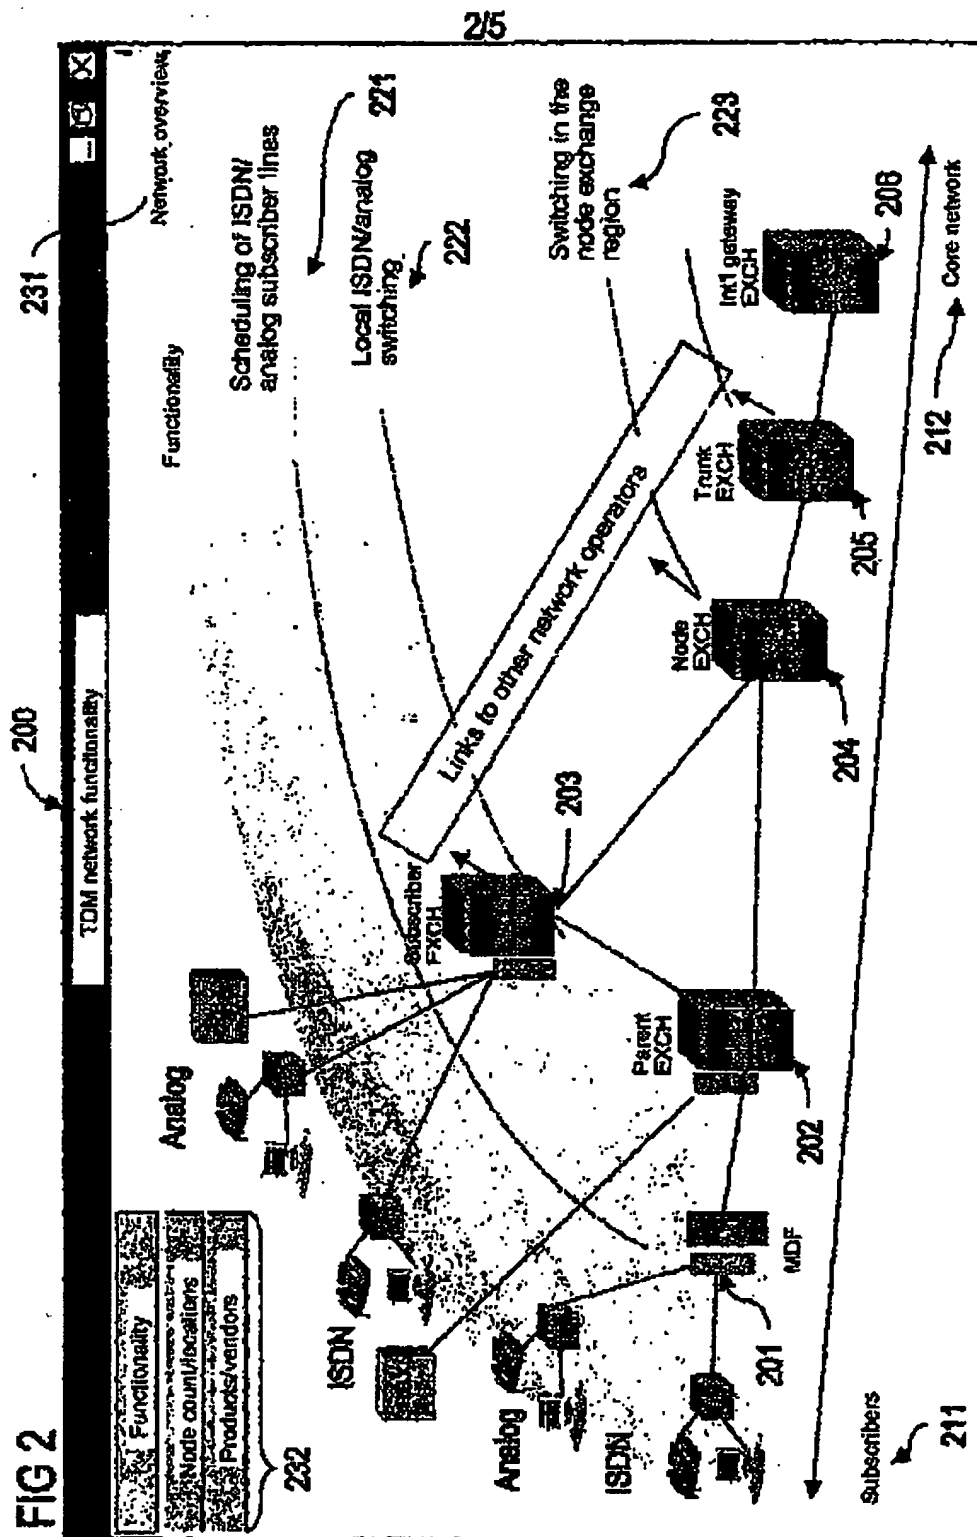 2/5
FIG 2
200
231
TDM network functionality
Functionality
Node count/locations
Products/vendors
232
Functionality
Network overview
Scheduling of ISDN/
analog subscriber lines
221
Local ISDN/analog
switching
222
Switching in the
node exchange
region
223
Links to other network operators
Analog
ISDN
Analog
ISDN
Subscriber
EXCH
203
Parent
EXCH
202
MDF
201
Node
EXCH
204
Trunk
EXCH
205
Int'l gateway
EXCH
206
Subscribers
211
212
Core network